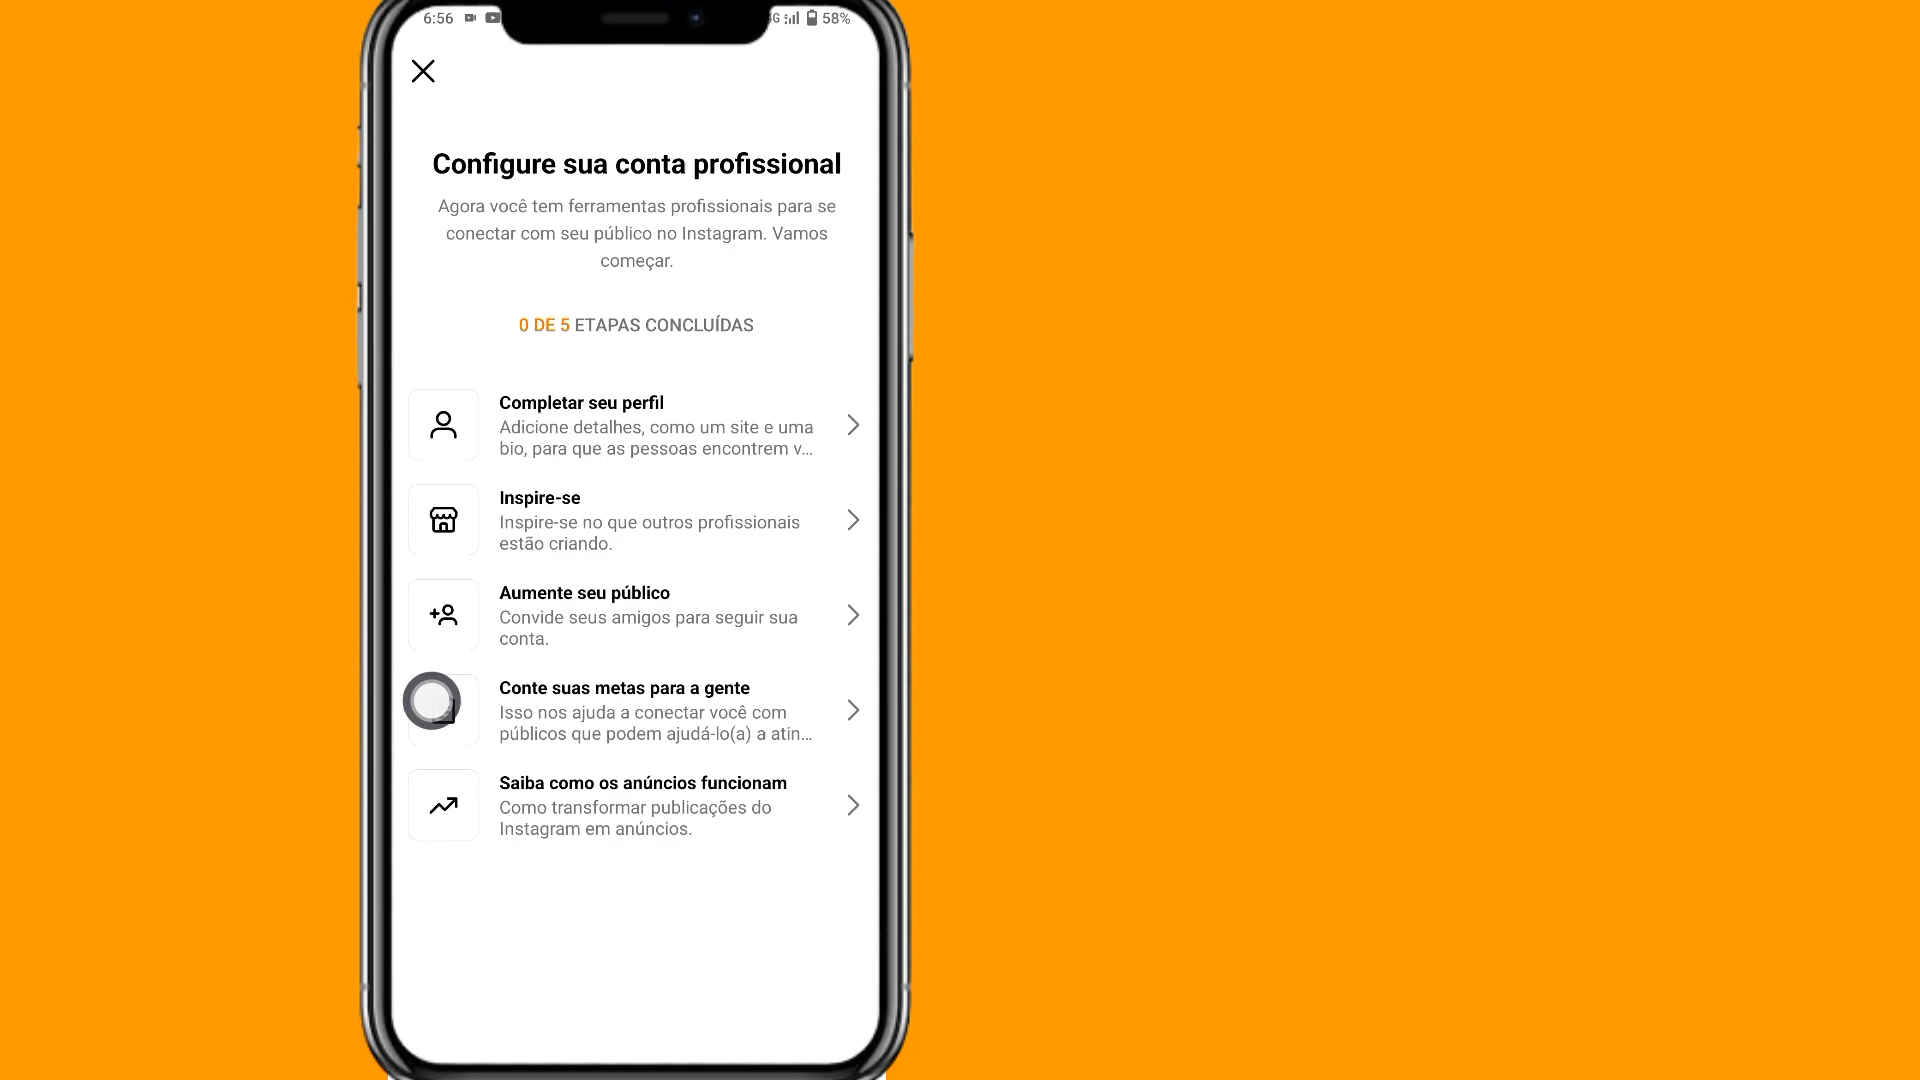 6:56
4G 58%
Configure sua conta profissional
Agora você tem ferramentas profissionais para se
conectar com seu público no Instagram. Vamos
começar.
0 DE 5 ETAPAS CONCLUÍDAS
Completar seu perfil
Adicione detalhes, como um site e uma
bio, para que as pessoas encontrem v...
Inspire-se
Inspire-se no que outros profissionais
estão criando.
Aumente seu público
Convide seus amigos para seguir sua
conta.
Conte suas metas para a gente
Isso nos ajuda a conectar você com
públicos que podem ajudá-lo(a) a atin...
Saiba como os anúncios funcionam
Como transformar publicações do
Instagram em anúncios.